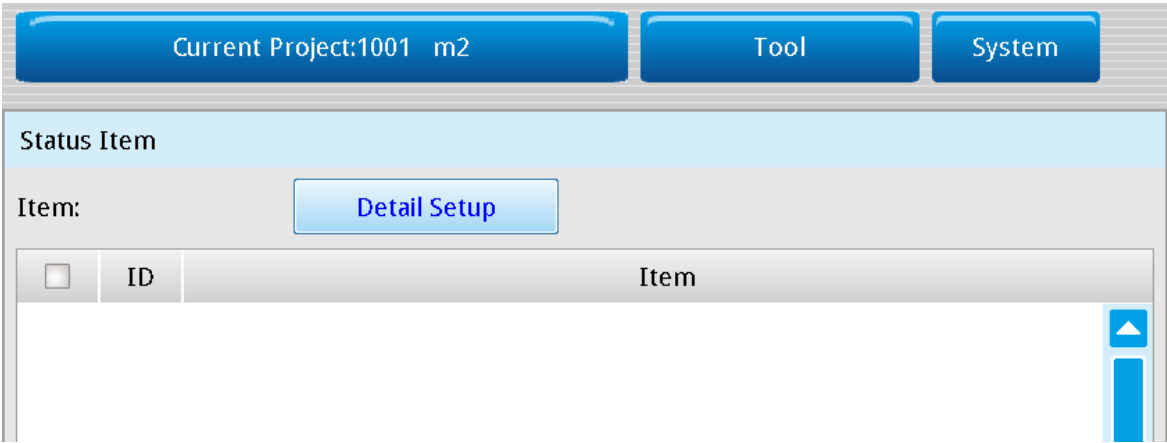 Current Project:1001 m2 Tool System
Status Item
Item: Detail Setup
ID Item